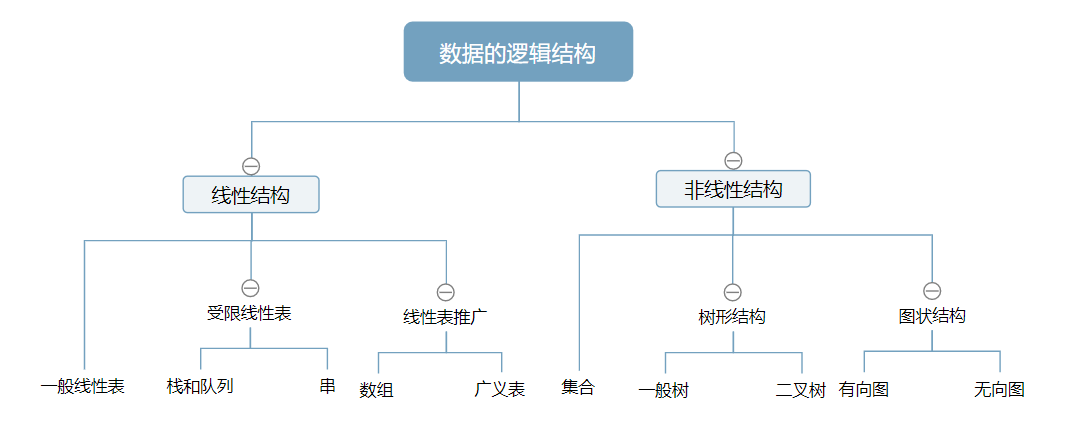 数据的逻辑结构
线性结构
非线性结构
受限线性表
线性表推广
树形结构
图状结构
一般线性表
栈和队列
串
数组
广义表
集合
一般树
二叉树
有向图
无向图